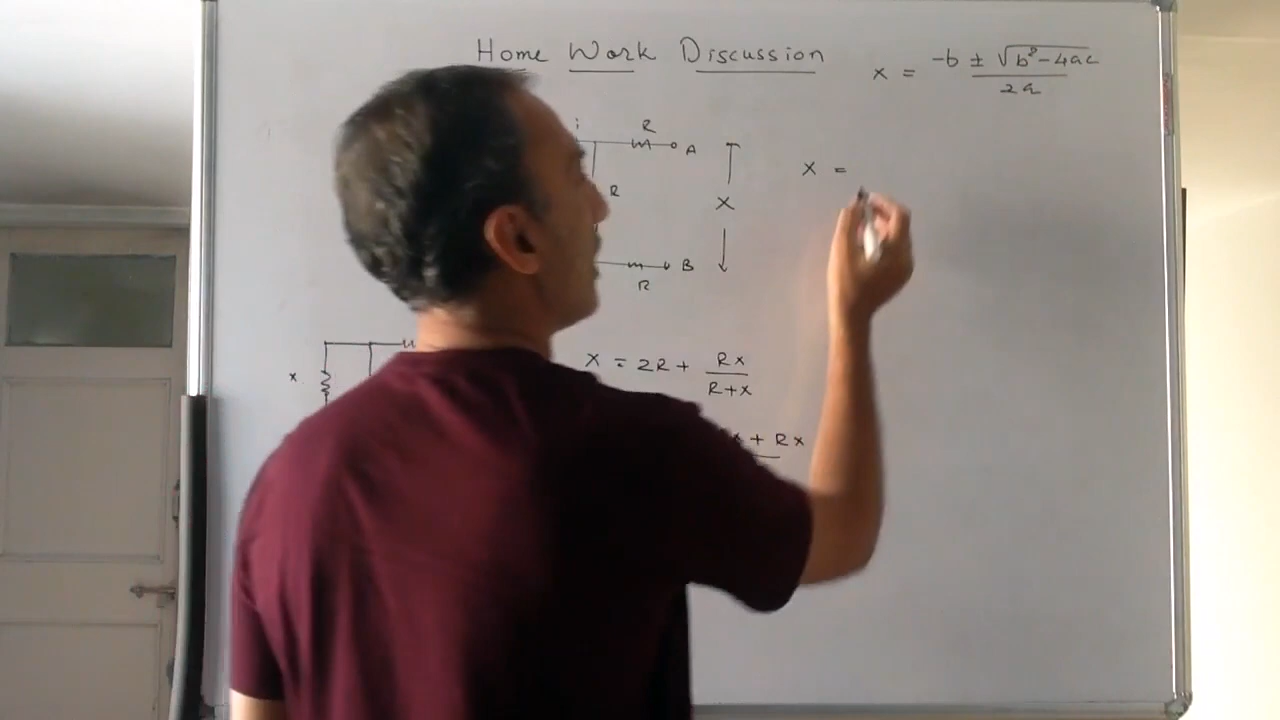 Home Work Discussion
x = -b ± √b²-4ac
2a
i R A
R X
B
R
X =
x
X = 2R + Rx
R+x
x + Rx